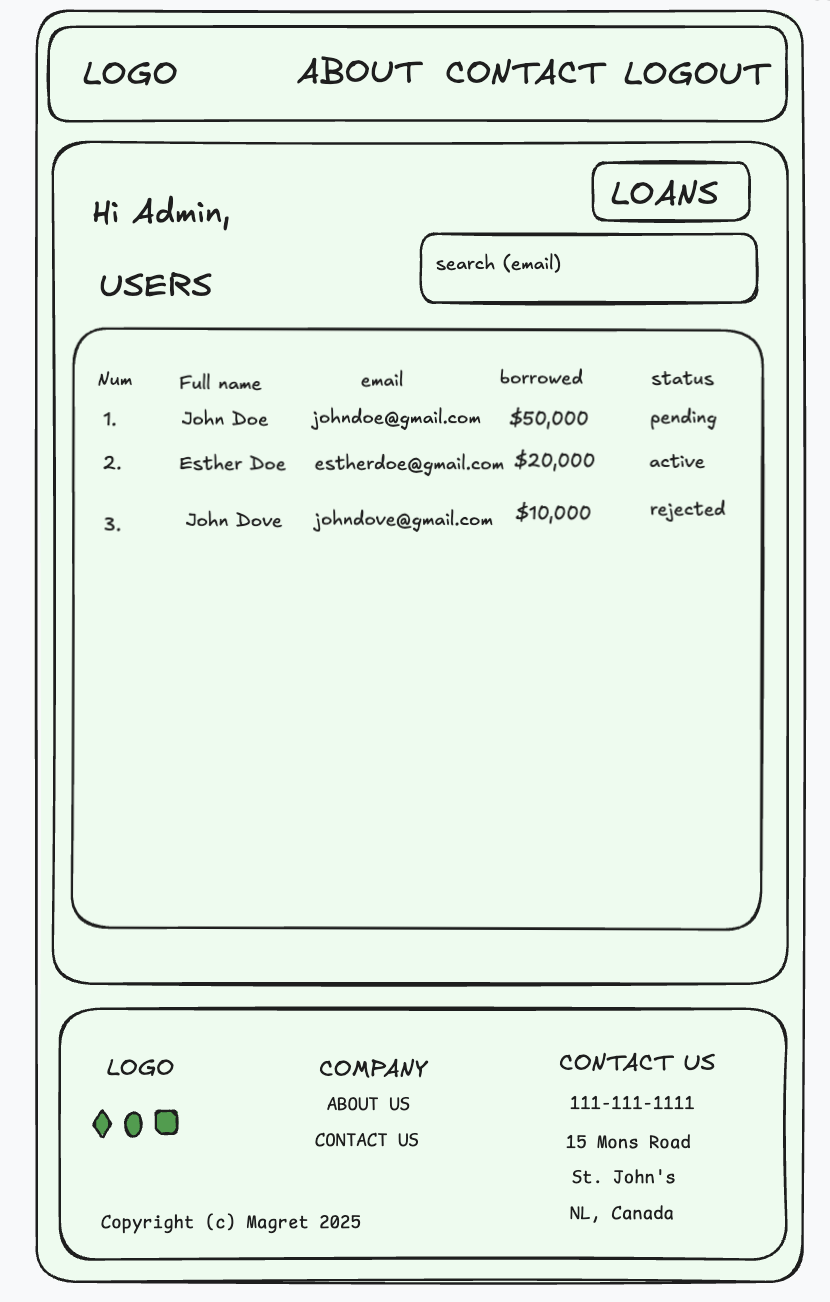 LOGO ABOUT CONTACT LOGOUT
LOANS
Hi Admin,
search (email)
USERS
Num Full name email borrowed status
1. John Doe johndoe@gmail.com $50,000 pending
2. Esther Doe estherdoe@gmail.com $20,000 active
3. John Dove johndove@gmail.com $10,000 rejected
LOGO
COMPANY
ABOUT US
CONTACT US
CONTACT US
111-111-1111
15 Mons Road
St. John's
NL, Canada
Copyright (c) Magret 2025